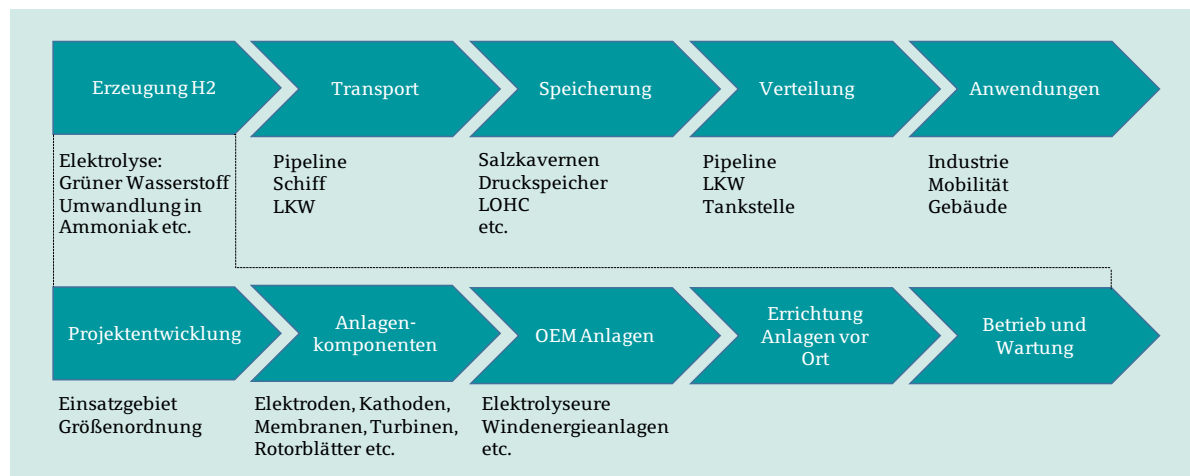 Erzeugung H2
Transport
Speicherung
Verteilung
Anwendungen
Elektrolyse:
Grüner Wasserstoff
Umwandlung in
Ammoniak etc.
Pipeline
Schiff
LKW
Salzkavernen
Druckspeicher
LOHC
etc.
Pipeline
LKW
Tankstelle
Industrie
Mobilität
Gebäude
Projektentwicklung
Anlagen-
komponenten
OEM Anlagen
Errichtung
Anlagen vor
Ort
Betrieb und
Wartung
Einsatzgebiet
Größenordnung
Elektroden, Kathoden,
Membranen, Turbinen,
Rotorblätter etc.
Elektrolyseure
Windenergieanlagen
etc.